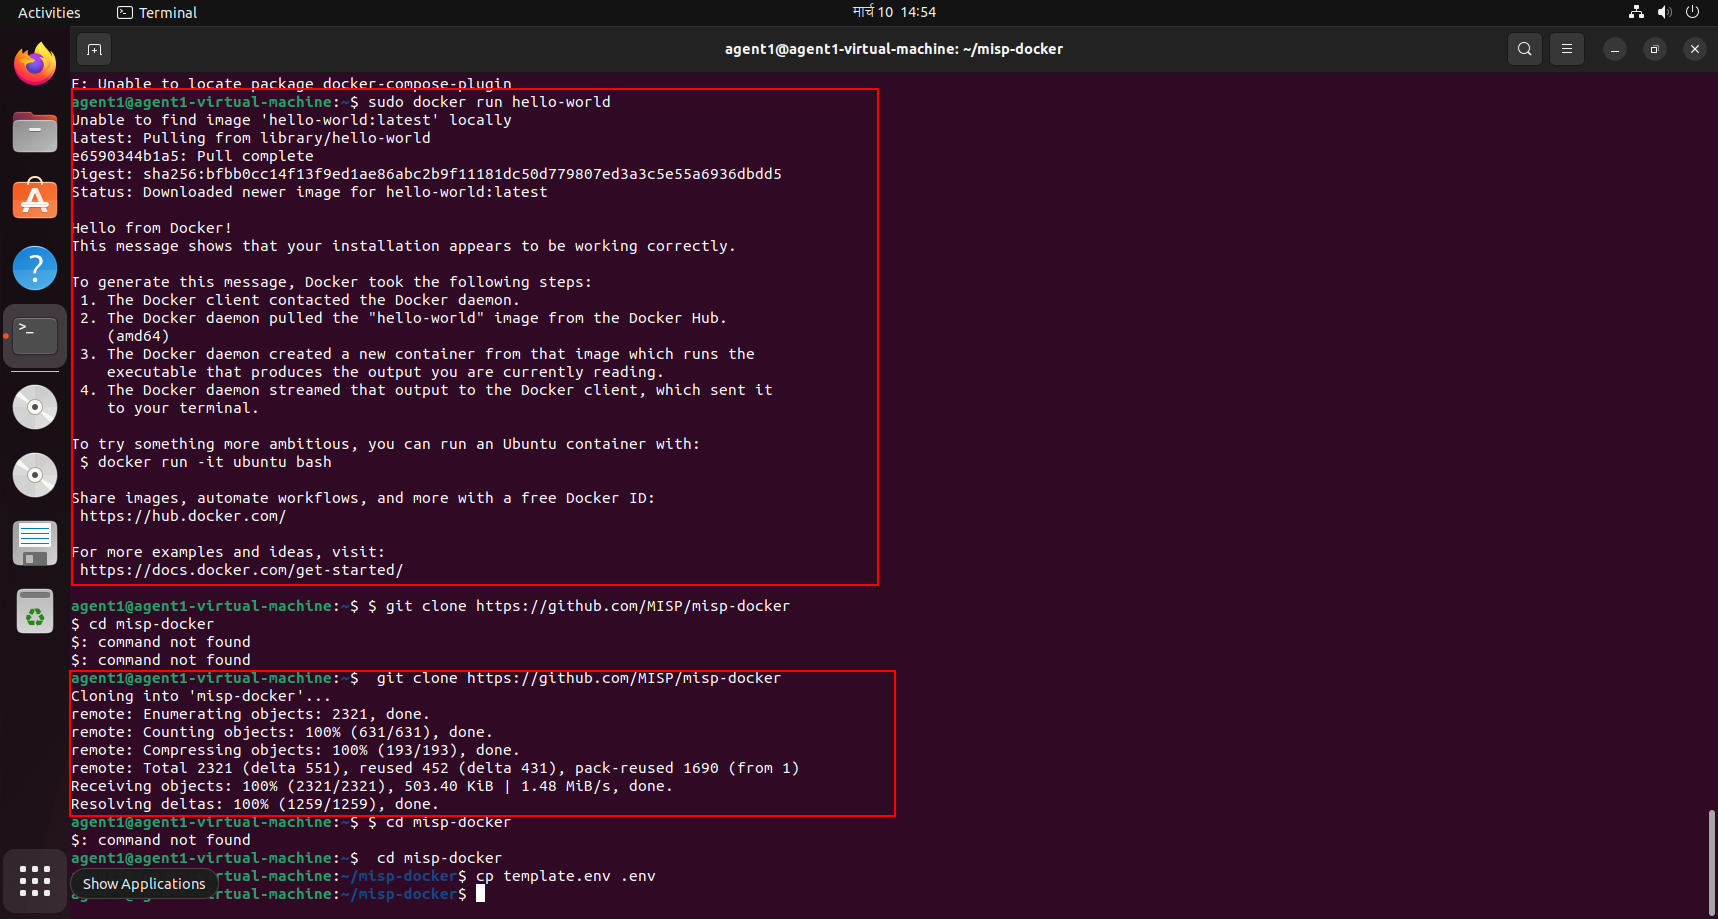 Activities
Terminal
मार्च 10 14:54
agent1@agent1-virtual-machine: ~/misp-docker
E: Unable to locate package docker-compose-plugin
agent1@agent1-virtual-machine:~$ sudo docker run hello-world
Unable to find image 'hello-world:latest' locally
latest: Pulling from library/hello-world
e6590344b1a5: Pull complete
Digest: sha256:bfbb0cc14f13f9ed1ae86abc2b9f11181dc50d779807ed3a3c5e55a6936dbdd5
Status: Downloaded newer image for hello-world:latest
Hello from Docker!
This message shows that your installation appears to be working correctly.
To generate this message, Docker took the following steps:
1. The Docker client contacted the Docker daemon.
2. The Docker daemon pulled the "hello-world" image from the Docker Hub.
(amd64)
3. The Docker daemon created a new container from that image which runs the
executable that produces the output you are currently reading.
4. The Docker daemon streamed that output to the Docker client, which sent it
to your terminal.
To try something more ambitious, you can run an Ubuntu container with:
$ docker run -it ubuntu bash
Share images, automate workflows, and more with a free Docker ID:
https://hub.docker.com/
For more examples and ideas, visit:
https://docs.docker.com/get-started/
agent1@agent1-virtual-machine:~$ $ git clone https://github.com/MISP/misp-docker
$ cd misp-docker
$: command not found
$: command not found
agent1@agent1-virtual-machine:~$  git clone https://github.com/MISP/misp-docker
Cloning into 'misp-docker'...
remote: Enumerating objects: 2321, done.
remote: Counting objects: 100% (631/631), done.
remote: Compressing objects: 100% (193/193), done.
remote: Total 2321 (delta 551), reused 452 (delta 431), pack-reused 1690 (from 1)
Receiving objects: 100% (2321/2321), 503.40 KiB | 1.48 MiB/s, done.
Resolving deltas: 100% (1259/1259), done.
agent1@agent1-virtual-machine:~$ $ cd misp-docker
$: command not found
agent1@agent1-virtual-machine:~$  cd misp-docker
rtual-machine:~/misp-docker$ cp template.env .env
agent1@agent1-virtual-machine:~/misp-docker$
Show Applications